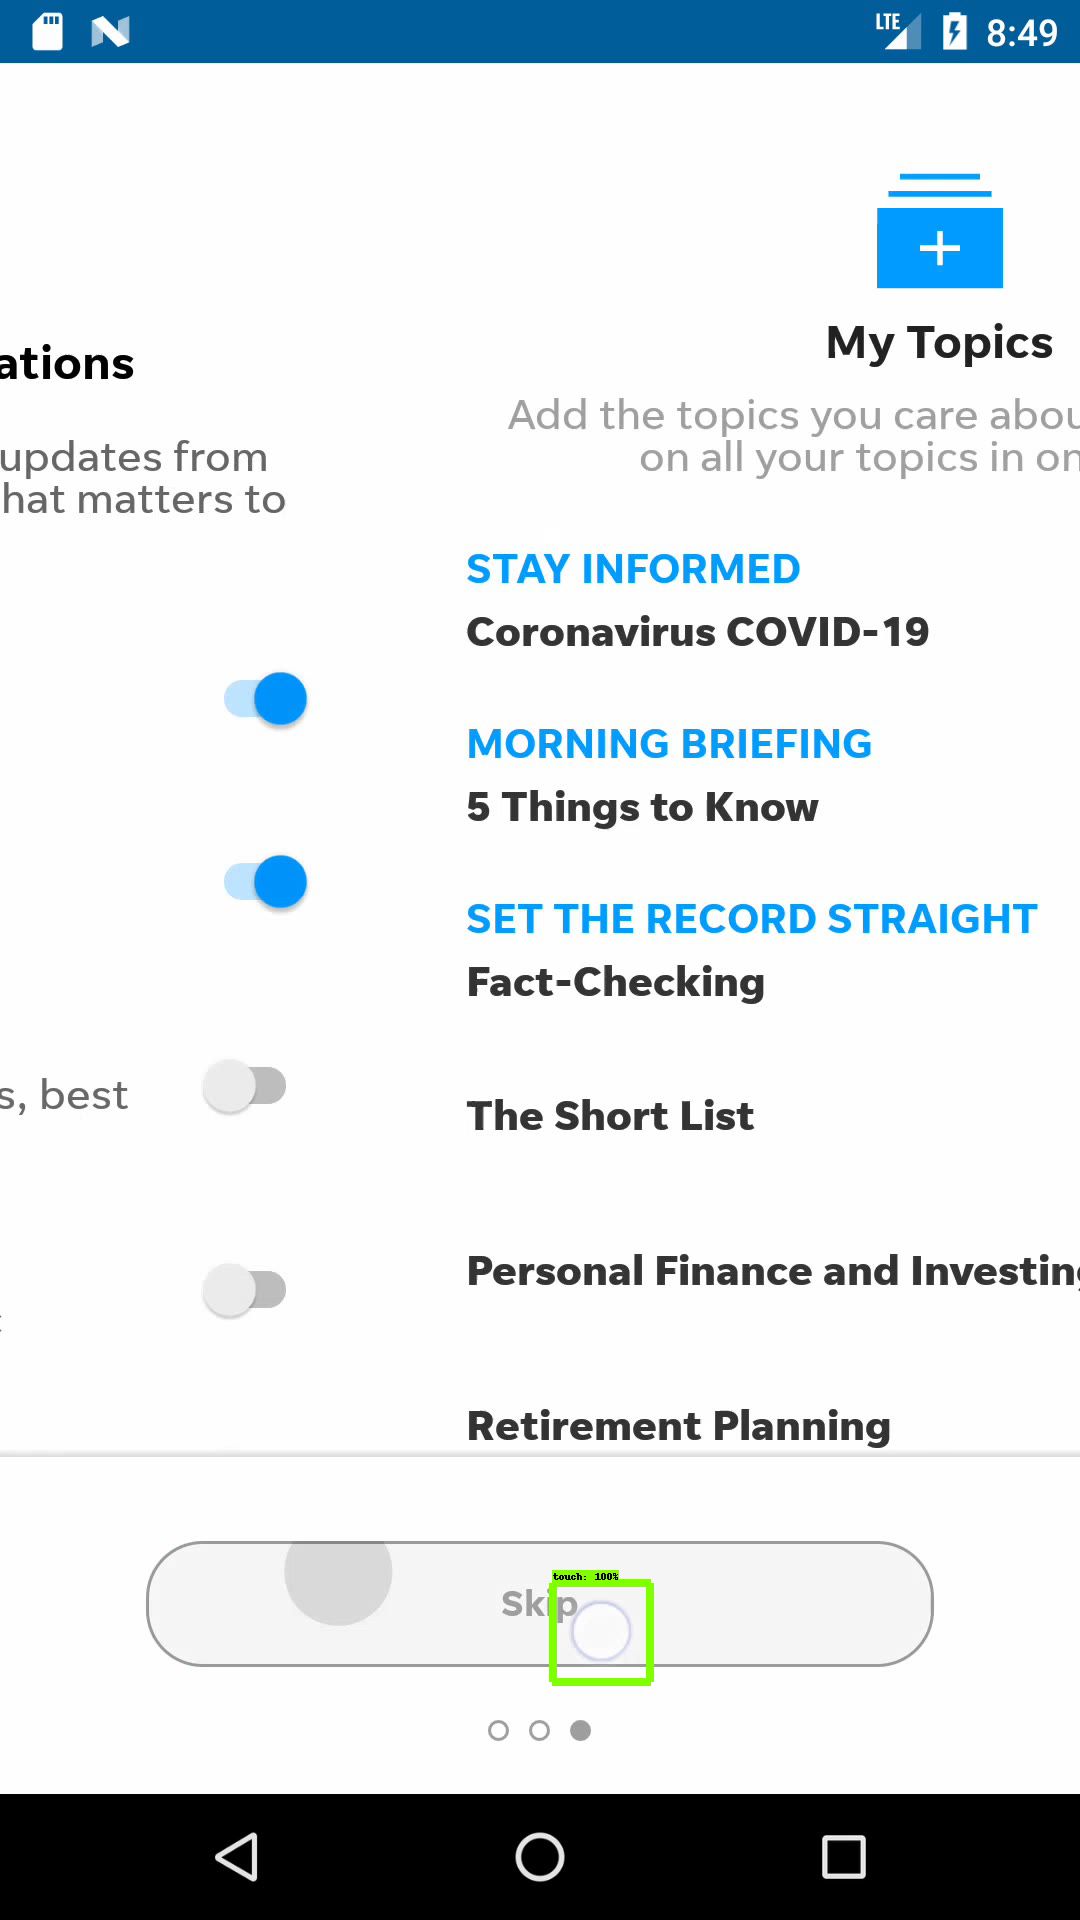 LTE 8:49
ations
updates from
hat matters to
s, best
My Topics
Add the topics you care abou
on all your topics in on
STAY INFORMED
Coronavirus COVID-19
MORNING BRIEFING
5 Things to Know
SET THE RECORD STRAIGHT
Fact-Checking
The Short List
Personal Finance and Investing
Retirement Planning
touch: 100%
Skip